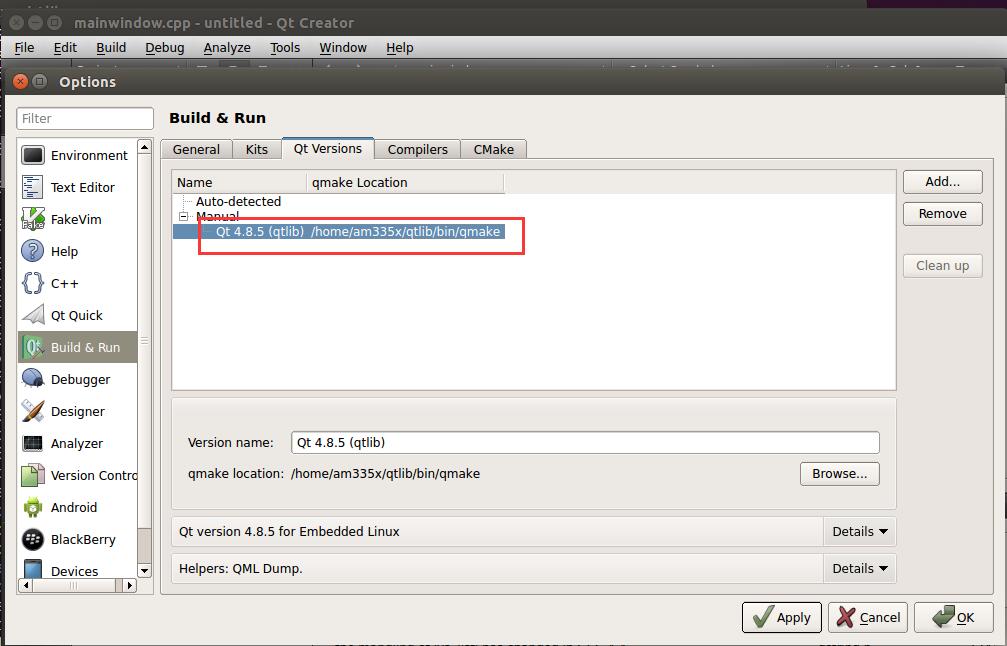 mainwindow.cpp - untitled - Qt Creator
File Edit Build Debug Analyze Tools Window Help
Options
Filter
Build & Run
Environment
Text Editor
FakeVim
Help
C++
Qt Quick
Build & Run
Debugger
Designer
Analyzer
Version Contro
Android
BlackBerry
Devices
General Kits Qt Versions Compilers CMake
Name qmake Location
Auto-detected
Manual
Qt 4.8.5 (qtlib) /home/am335x/qtlib/bin/qmake
Add...
Remove
Clean up
Version name: Qt 4.8.5 (qtlib)
qmake location: /home/am335x/qtlib/bin/qmake Browse...
Qt version 4.8.5 for Embedded Linux Details
Helpers: QML Dump. Details
Apply Cancel OK